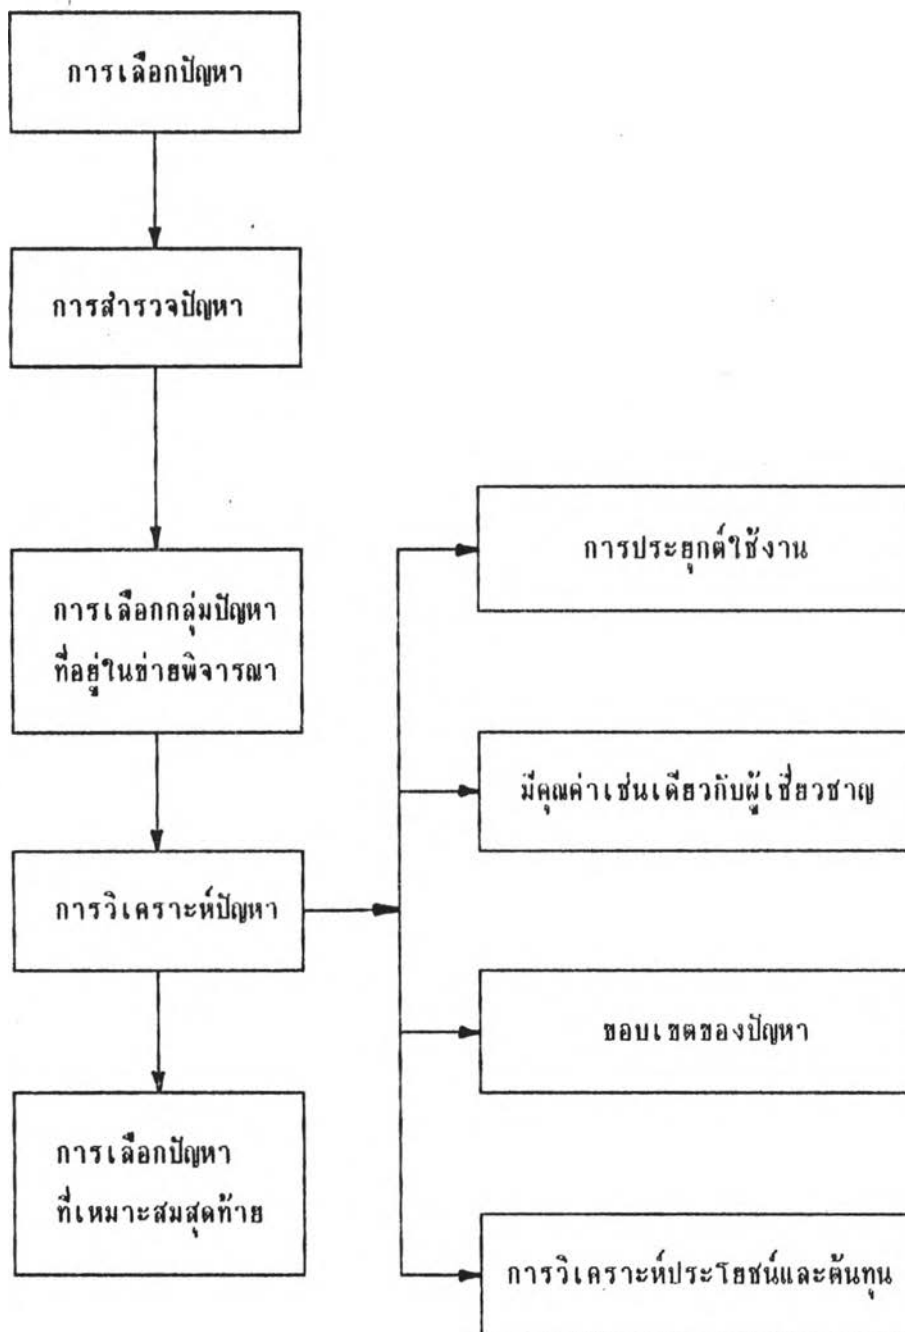 การเลือกปัญหา
การสำรวจปัญหา
การเลือกกลุ่มปัญหา
ที่อยู่ในข่ายพิจารณา
การวิเคราะห์ปัญหา
การเลือกปัญหา
ที่เหมาะสมสุดท้าย
การประยุกต์ใช้งาน
มีคุณค่าเช่นเดียวกับผู้เชี่ยวชาญ
ขอบเขตของปัญหา
การวิเคราะห์ประโยชน์และต้นทุน